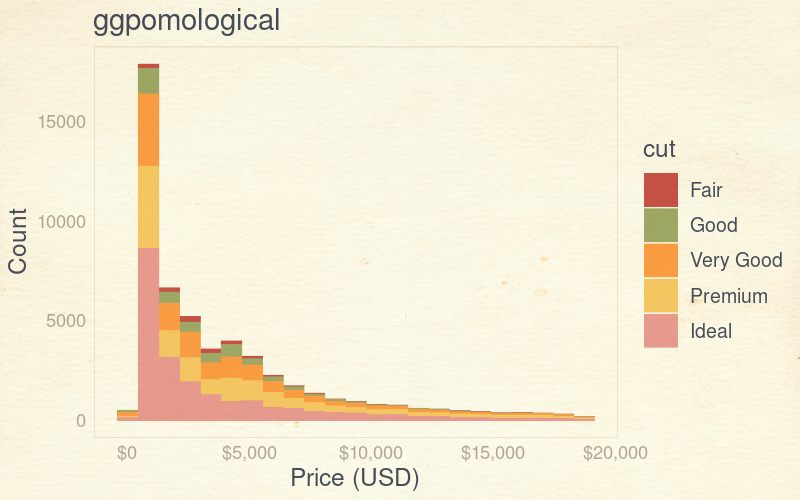 ggpomological
Count
15000
10000
5000
0
$0
$5,000
$10,000
$15,000
$20,000
Price (USD)
cut
Fair
Good
Very Good
Premium
Ideal